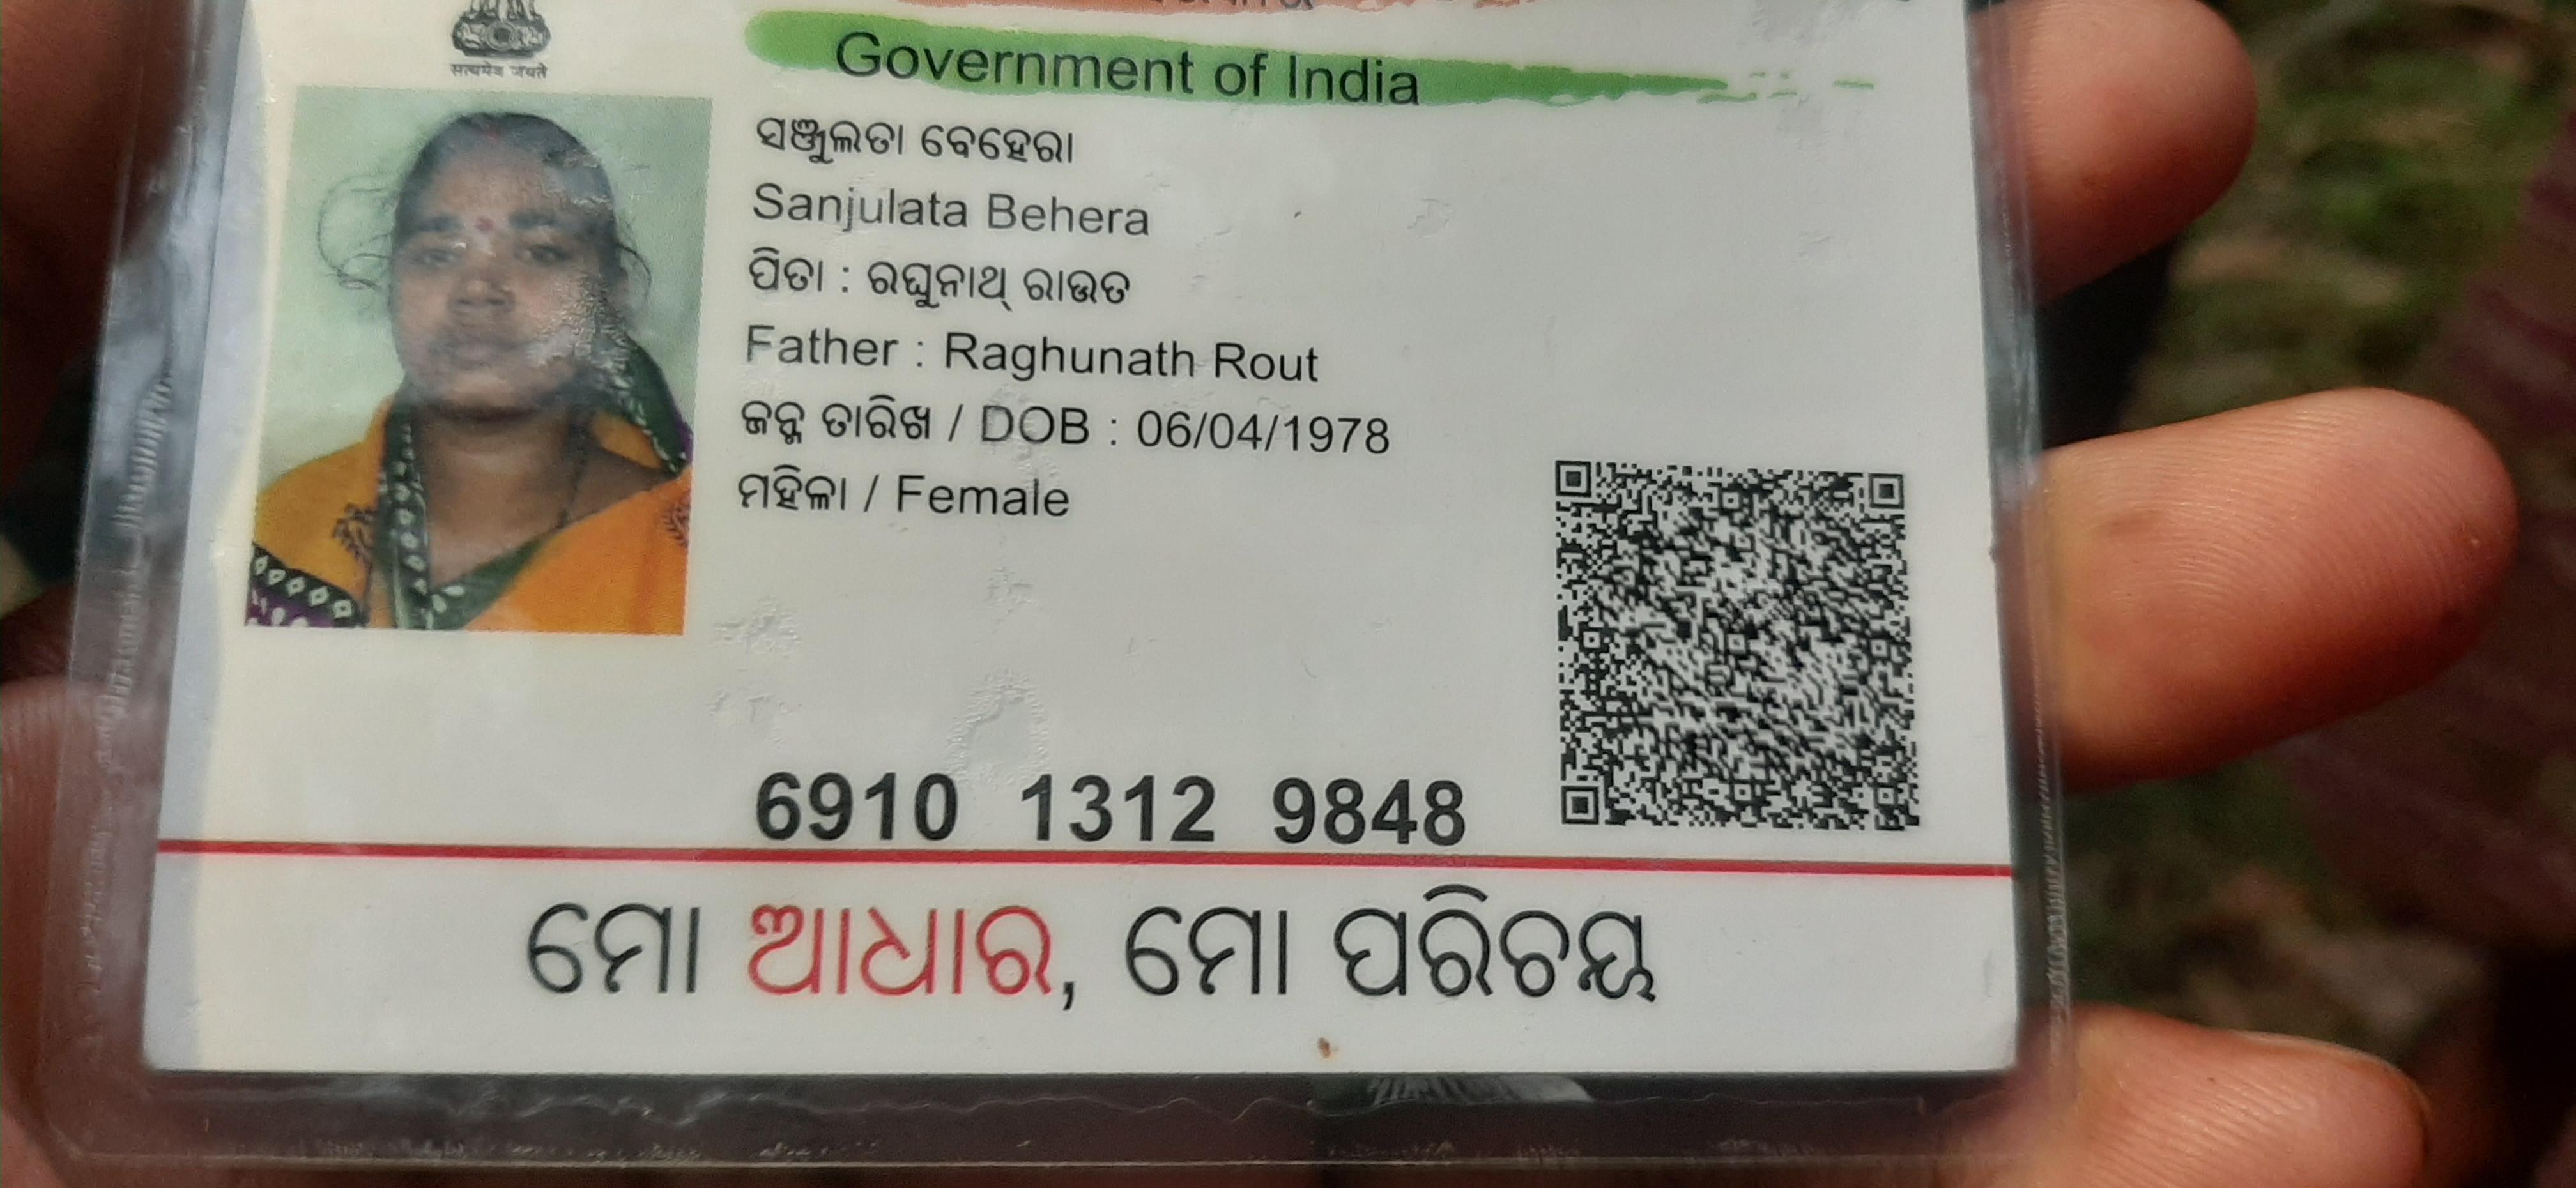 सत्यमेव जयते
Government of India
ସଞ୍ଜୁଲତା ବେହେରା
Sanjulata Behera
ପିତା : ରଘୁନାଥ୍ ରାଉତ
Father : Raghunath Rout
ଜନ୍ମ ତାରିଖ / DOB : 06/04/1978
ମହିଳା / Female
6910 1312 9848
ମୋ ଆଧାର, ମୋ ପରିଚୟ